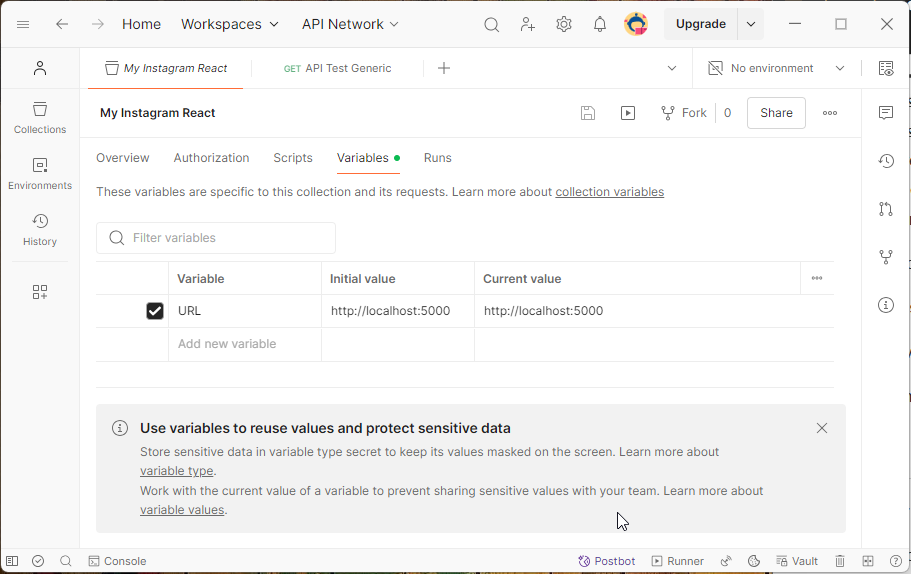 Home Workspaces API Network Upgrade
My Instagram React GET API Test Generic No environment
My Instagram React Fork 0 Share
Collections
Environments
History
Overview Authorization Scripts Variables Runs
These variables are specific to this collection and its requests. Learn more about collection variables
Filter variables
Variable Initial value Current value
URL http://localhost:5000 http://localhost:5000
Add new variable
Use variables to reuse values and protect sensitive data
Store sensitive data in variable type secret to keep its values masked on the screen. Learn more about
variable type.
Work with the current value of a variable to prevent sharing sensitive values with your team. Learn more about
variable values.
Console Postbot Runner Vault